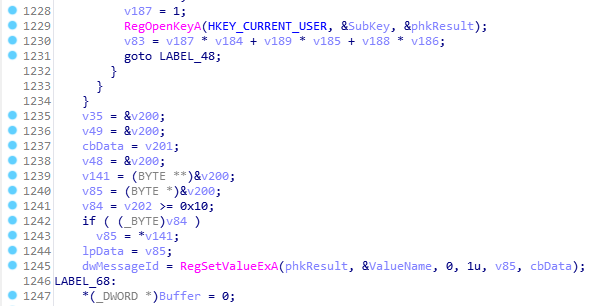 1228 v187 = 1;
1229 RegOpenKeyA(HKEY_CURRENT_USER, &SubKey, &phkResult);
1230 v83 = v187 * v184 + v189 * v185 + v188 * v186;
1231 goto LABEL_48;
1232 }
1233 }
1234 }
1235 v35 = &v200;
1236 v49 = &v200;
1237 cbData = v201;
1238 v48 = &v200;
1239 v141 = (BYTE **)&v200;
1240 v85 = (BYTE *)&v200;
1241 v84 = v202 >= 0x10;
1242 if ( (_BYTE)v84 )
1243 v85 = *v141;
1244 lpData = v85;
1245 dwMessageId = RegSetValueExA(phkResult, &ValueName, 0, 1u, v85, cbData);
1246 LABEL_68:
1247 *(_DWORD *)Buffer = 0;